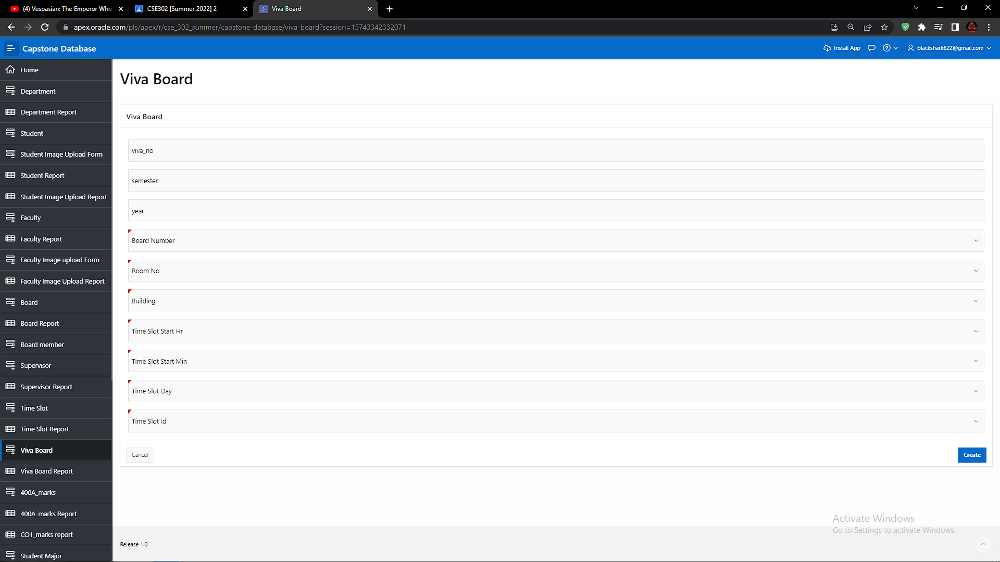 (4) Vespasian: The Emperor Who
CSE302 [Summer 2022] 2
Viva Board
apex.oracle.com/pls/apex/r/cse_302_summer/capstone-database/viva-board?session=15743342332071
Capstone Database
Install App
blackshark622@gmail.com
Home
Department
Department Report
Student
Student Image Upload Form
Student Report
Student Image Upload Report
Faculty
Faculty Report
Faculty Image upload Form
Faculty Image Upload Report
Board
Board Report
Board member
Supervisor
Supervisor Report
Time Slot
Time Slot Report
Viva Board
Viva Board Report
400A_marks
400A_marks Report
CO1_marks report
Student Major
Viva Board
Viva Board
viva_no
semester
year
Board Number
Room No
Building
Time Slot Start Hr
Time Slot Start Min
Time Slot Day
Time Slot Id
Cancel
Create
Activate Windows
Go to Settings to activate Windows.
Release 1.0